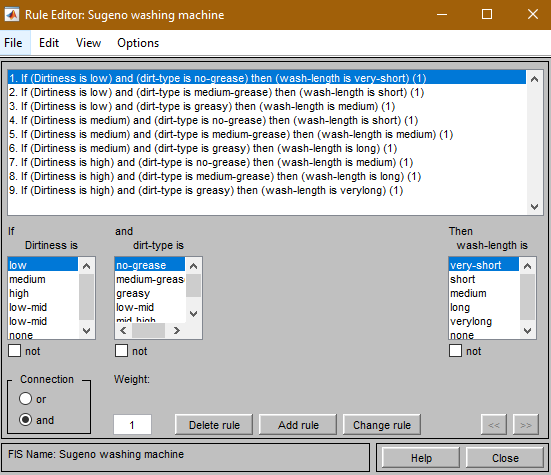 Rule Editor: Sugeno washing machine
File Edit View Options
1. If (Dirtiness is low) and (dirt-type is no-grease) then (wash-length is very-short) (1)
2. If (Dirtiness is low) and (dirt-type is medium-grease) then (wash-length is short) (1)
3. If (Dirtiness is low) and (dirt-type is greasy) then (wash-length is medium) (1)
4. If (Dirtiness is medium) and (dirt-type is no-grease) then (wash-length is short) (1)
5. If (Dirtiness is medium) and (dirt-type is medium-grease) then (wash-length is medium) (1)
6. If (Dirtiness is medium) and (dirt-type is greasy) then (wash-length is long) (1)
7. If (Dirtiness is high) and (dirt-type is no-grease) then (wash-length is medium) (1)
8. If (Dirtiness is high) and (dirt-type is medium-grease) then (wash-length is long) (1)
9. If (Dirtiness is high) and (dirt-type is greasy) then (wash-length is verylong) (1)
If
Dirtiness is
low
medium
high
low-mid
low-mid
none
not
and
dirt-type is
no-grease
medium-greas
greasy
low-mid
mid-high
not
Then
wash-length is
very-short
short
medium
long
verylong
none
not
Connection
or
and
Weight:
1
Delete rule
Add rule
Change rule
<<
>>
FIS Name: Sugeno washing machine
Help
Close